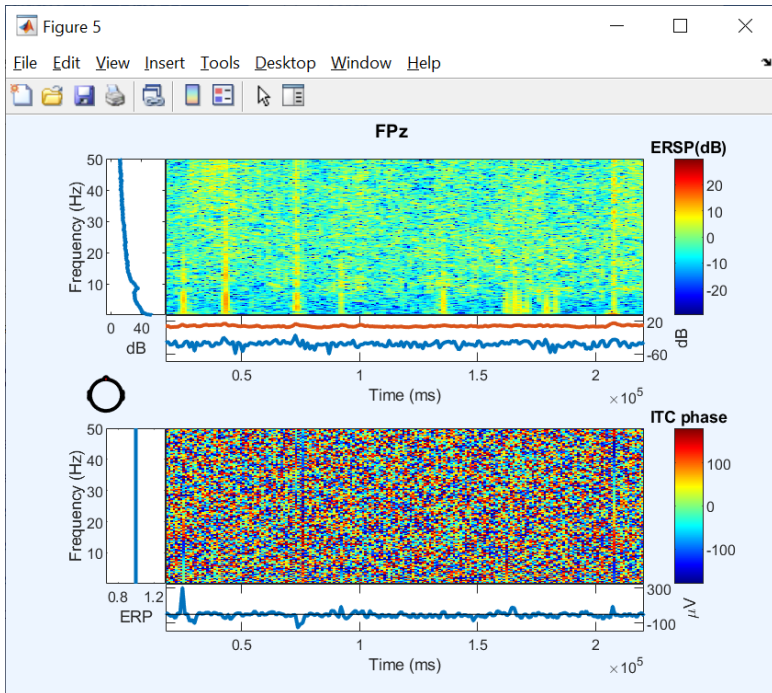 Figure 5
File Edit View Insert Tools Desktop Window Help
FPz
ERSP(dB)
Frequency (Hz)
50
40
30
20
10
0 40
dB
20
10
0
-10
-20
20
-60
dB
0.5 1 1.5 2
Time (ms)
×10^5
ITC phase
Frequency (Hz)
50
40
30
20
10
0.8 1.2
ERP
100
0
-100
300
-100
μV
0.5 1 1.5 2
Time (ms)
×10^5